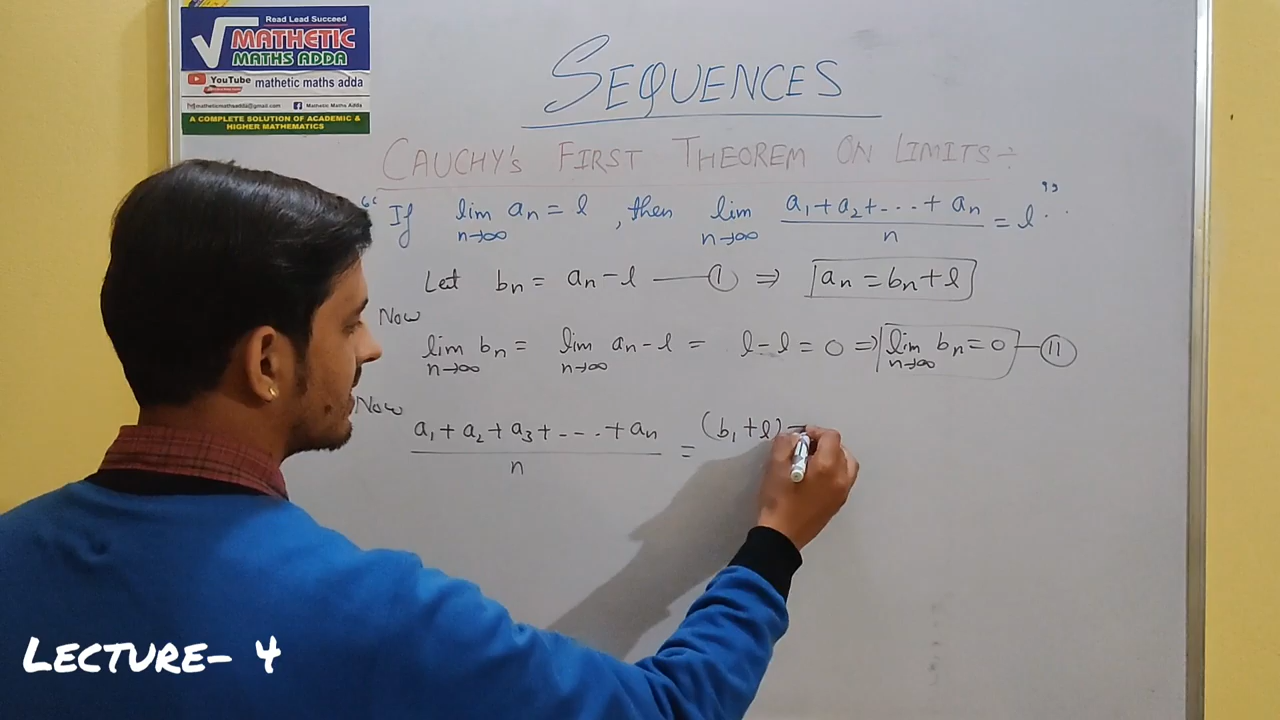 Read Lead Succeed
MATHETIC
MATHS ADDA
YouTube mathetic maths adda
matheticmathsadda@gmail.com Mathetic Maths Adda
A COMPLETE SOLUTION OF ACADEMIC &
HIGHER MATHEMATICS
SEQUENCES
CAUCHY's FIRST THEOREM ON LIMITS ÷
“ If lim n→∞ aₙ = l , then lim n→∞ (a₁ + a₂ + ... + aₙ)/n = l ”
Let bₙ = aₙ − l — (I) ⇒ aₙ = bₙ + l
Now
lim n→∞ bₙ = lim n→∞ aₙ − l = l − l = 0 ⇒ lim n→∞ bₙ = 0 — (II)
Now
(a₁ + a₂ + a₃ + ... + aₙ)/n = (b₁ + l)
LECTURE- 4